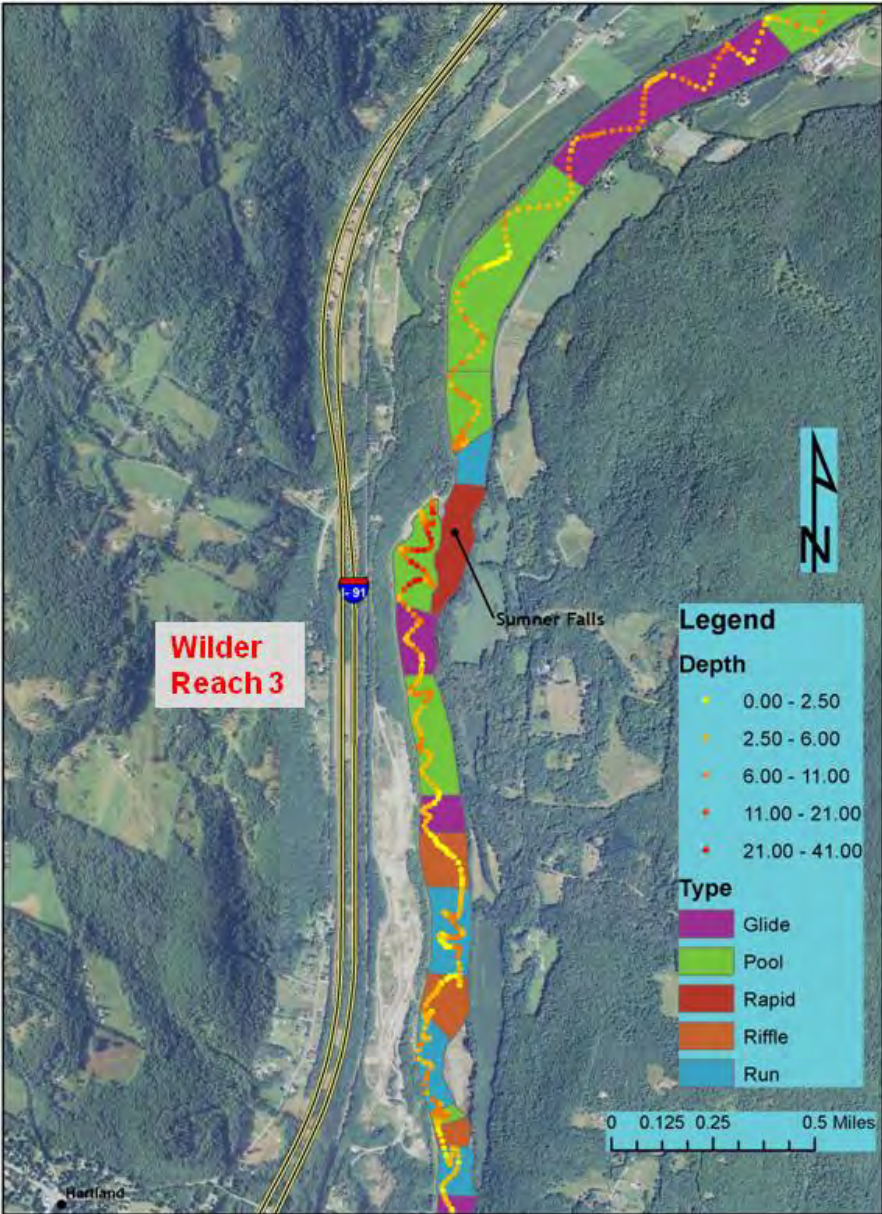 I-91
Sumner Falls
Wilder
Reach 3
N
Legend
Depth
0.00 - 2.50
2.50 - 6.00
6.00 - 11.00
11.00 - 21.00
21.00 - 41.00
Type
Glide
Pool
Rapid
Riffle
Run
0 0.125 0.25 0.5 Miles
Hartland